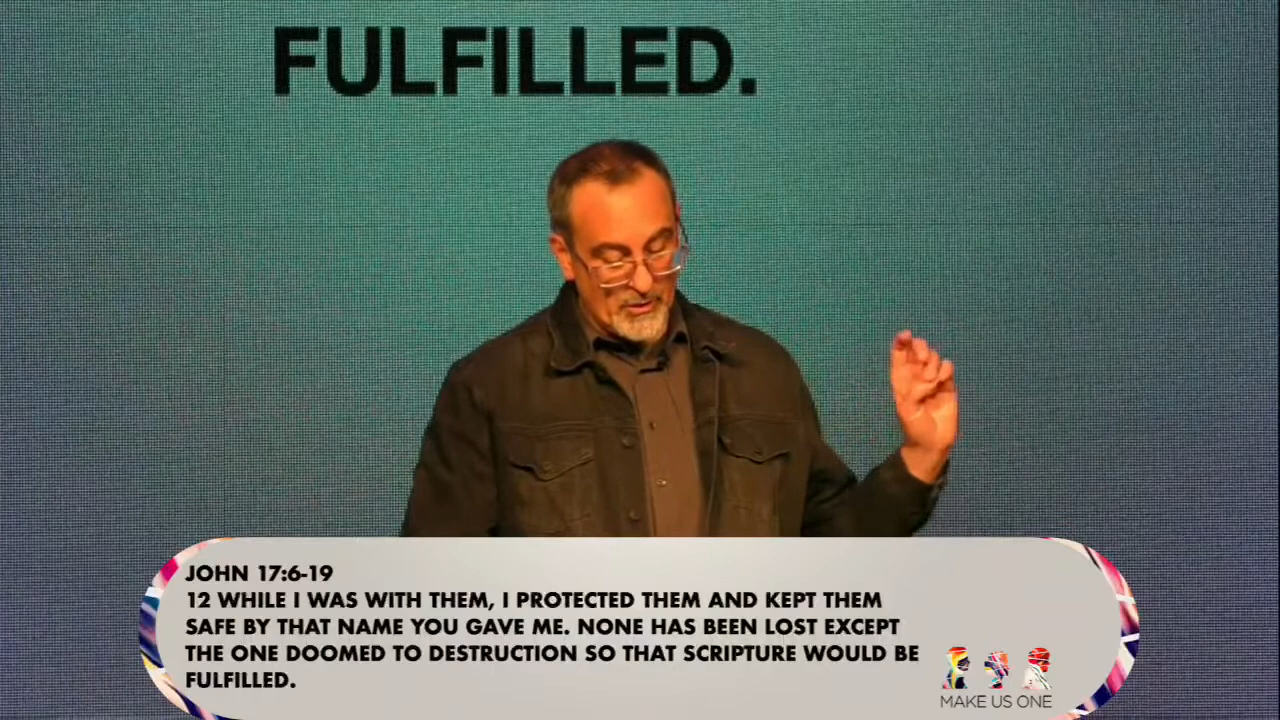 FULFILLED.
JOHN 17:6-19
12 WHILE I WAS WITH THEM, I PROTECTED THEM AND KEPT THEM
SAFE BY THAT NAME YOU GAVE ME. NONE HAS BEEN LOST EXCEPT
THE ONE DOOMED TO DESTRUCTION SO THAT SCRIPTURE WOULD BE
FULFILLED.
MAKE US ONE